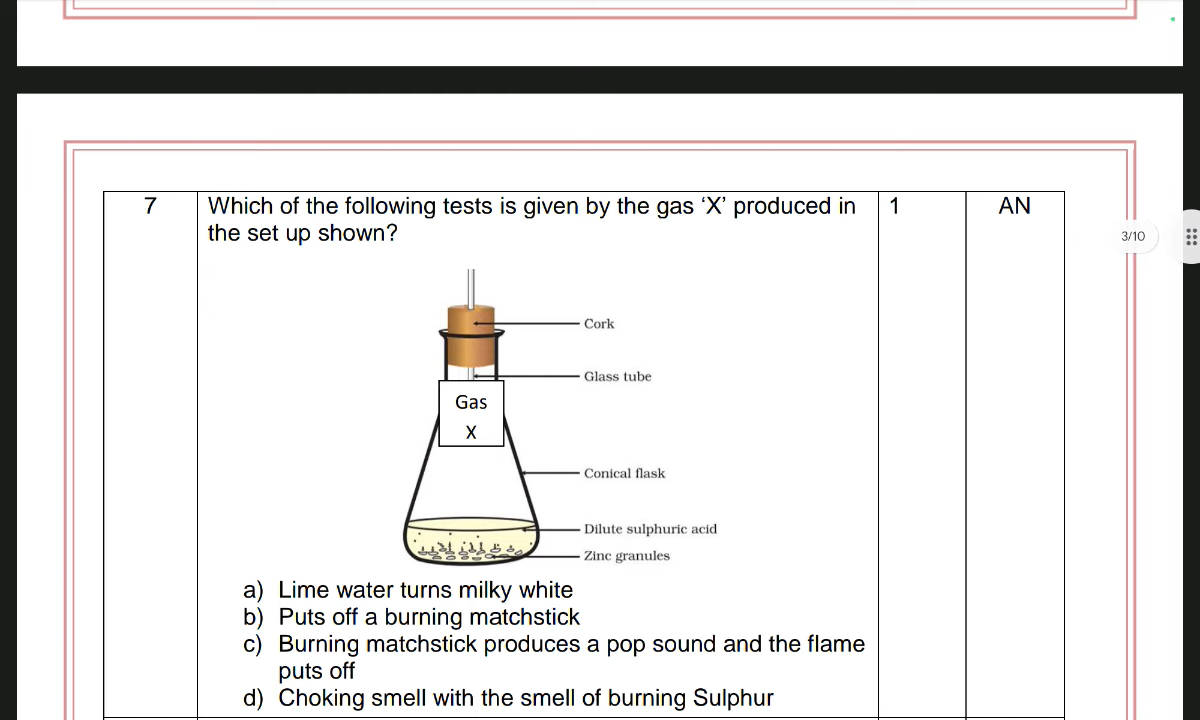 7
Which of the following tests is given by the gas ‘X’ produced in
the set up shown?
1
AN
3/10
Cork
Glass tube
Gas
X
Conical flask
Dilute sulphuric acid
Zinc granules
a) Lime water turns milky white
b) Puts off a burning matchstick
c) Burning matchstick produces a pop sound and the flame
puts off
d) Choking smell with the smell of burning Sulphur